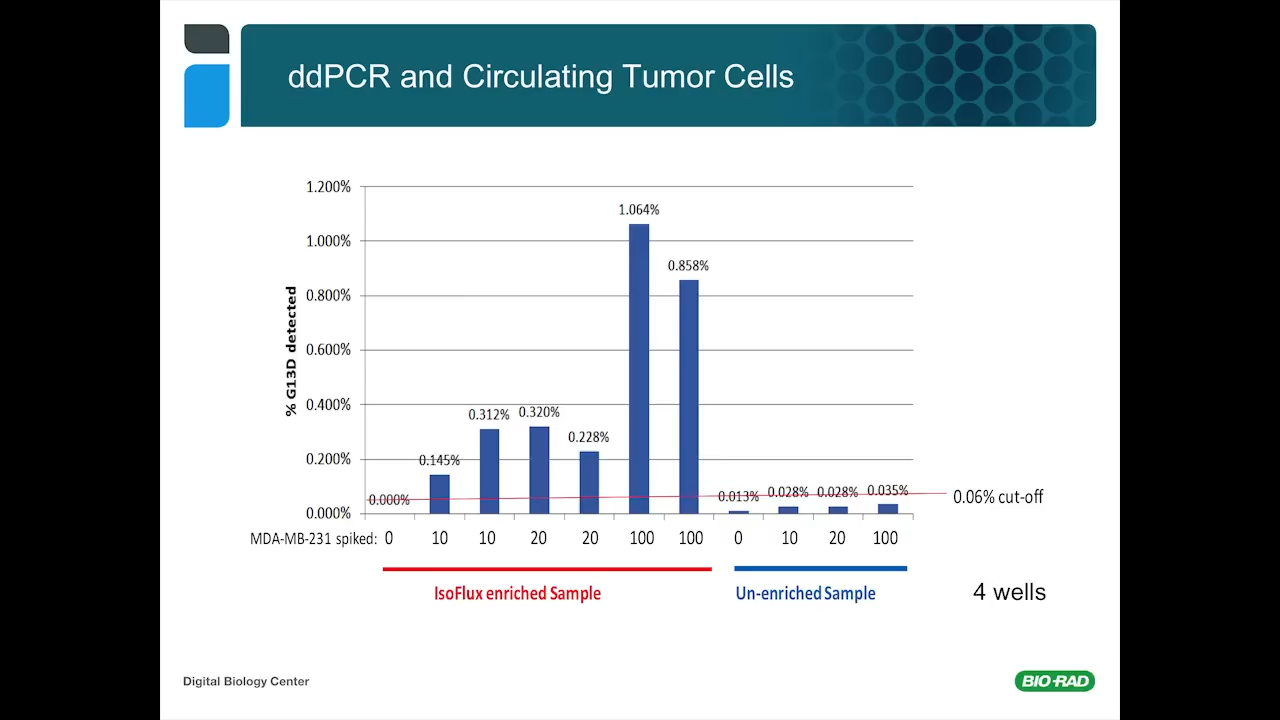 ddPCR and Circulating Tumor Cells
1.200%
1.000%
0.800%
0.600%
0.400%
0.200%
0.000%
% G13D detected
0.000%
0.145%
0.312%
0.320%
0.228%
1.064%
0.858%
0.013%
0.028%
0.028%
0.035%
0.06% cut-off
MDA-MB-231 spiked: 0 10 10 20 20 100 100 0 10 20 100
IsoFlux enriched Sample
Un-enriched Sample
4 wells
Digital Biology Center
BIO-RAD